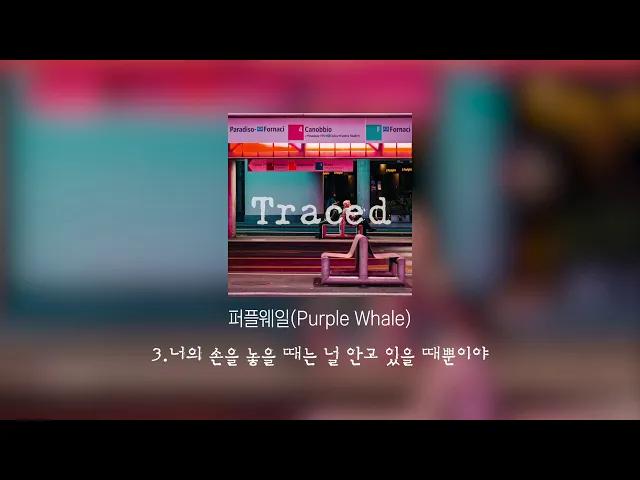 Paradiso- Fornaci
4 Canobbio
F Fornaci
Traced
퍼플웨일(Purple Whale)
3.너의 손을 놓을 때는 널 안고 있을 때뿐이야